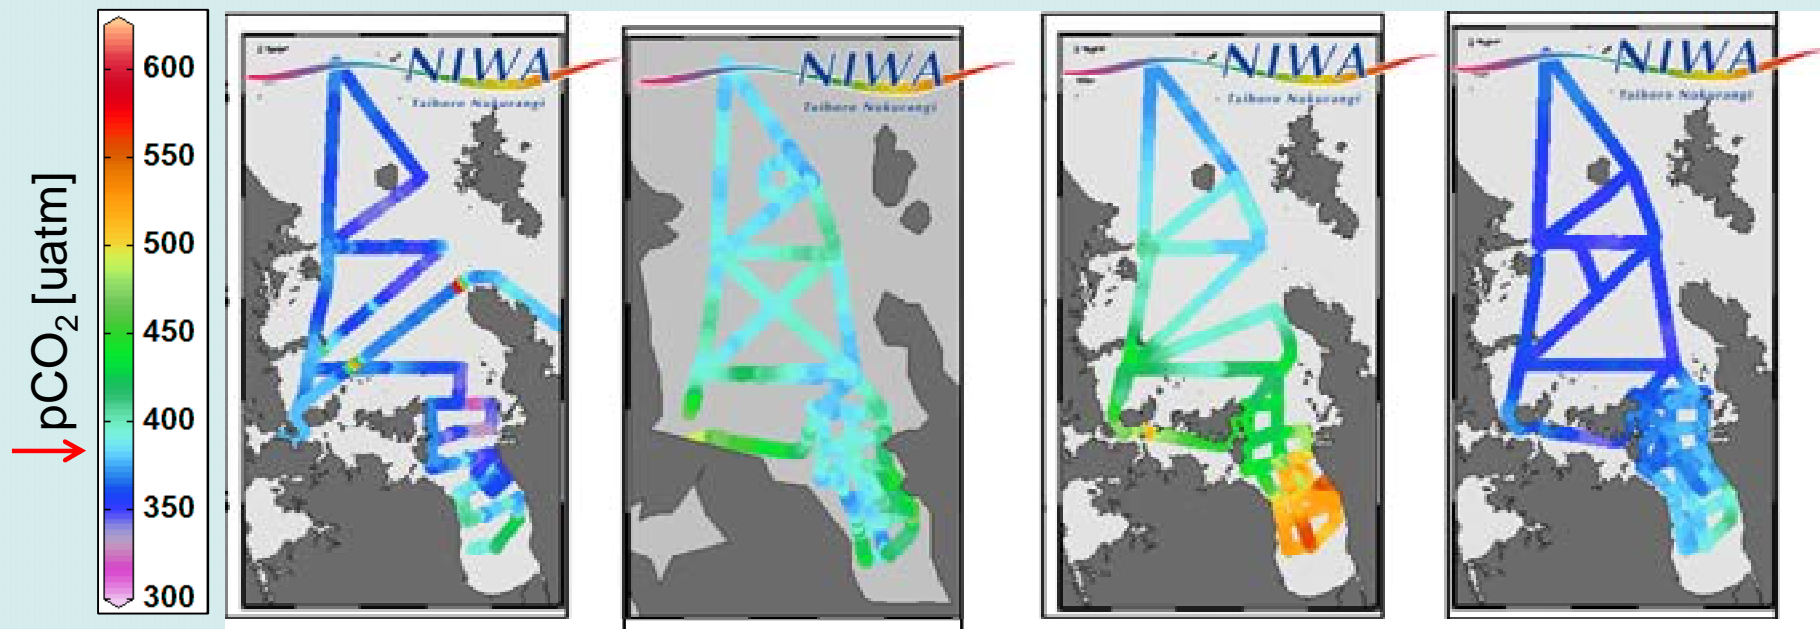 pCO₂ [uatm]
600
550
500
450
400
350
300
NIWA
Taihoro Nukurangi
NIWA
Taihoro Nukurangi
NIWA
Taihoro Nukurangi
NIWA
Taihoro Nukurangi